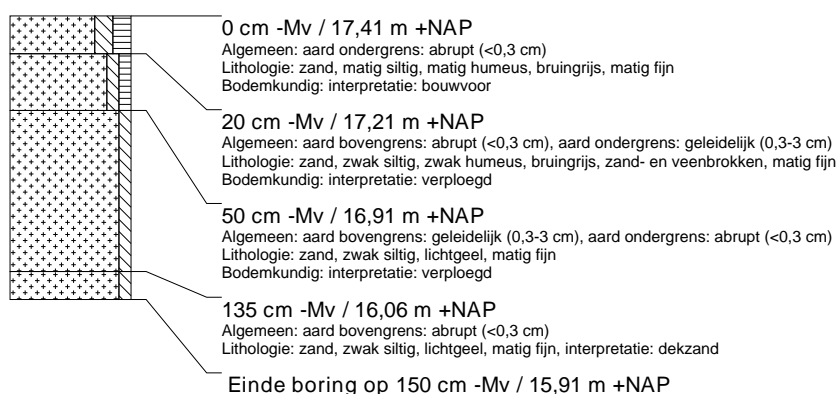 0 cm -Mv / 17,41 m +NAP
Algemeen: aard ondergrens: abrupt (<0,3 cm)
Lithologie: zand, matig siltig, matig humeus, bruingrijs, matig fijn
Bodemkundig: interpretatie: bouwvoor
20 cm -Mv / 17,21 m +NAP
Algemeen: aard bovengrens: abrupt (<0,3 cm), aard ondergrens: geleidelijk (0,3-3 cm)
Lithologie: zand, zwak siltig, zwak humeus, bruingrijs, zand- en veenbrokken, matig fijn
Bodemkundig: interpretatie: verploegd
50 cm -Mv / 16,91 m +NAP
Algemeen: aard bovengrens: geleidelijk (0,3-3 cm), aard ondergrens: abrupt (<0,3 cm)
Lithologie: zand, zwak siltig, lichtgeel, matig fijn
Bodemkundig: interpretatie: verploegd
135 cm -Mv / 16,06 m +NAP
Algemeen: aard bovengrens: abrupt (<0,3 cm)
Lithologie: zand, zwak siltig, lichtgeel, matig fijn, interpretatie: dekzand
Einde boring op 150 cm -Mv / 15,91 m +NAP